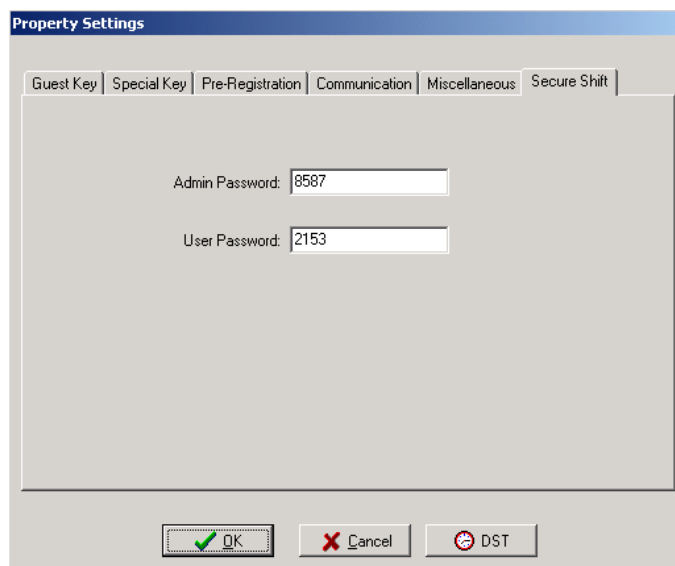 Property Settings
Guest Key Special Key Pre-Registration Communication Miscellaneous Secure Shift
Admin Password: 8587
User Password: 2153
OK Cancel DST